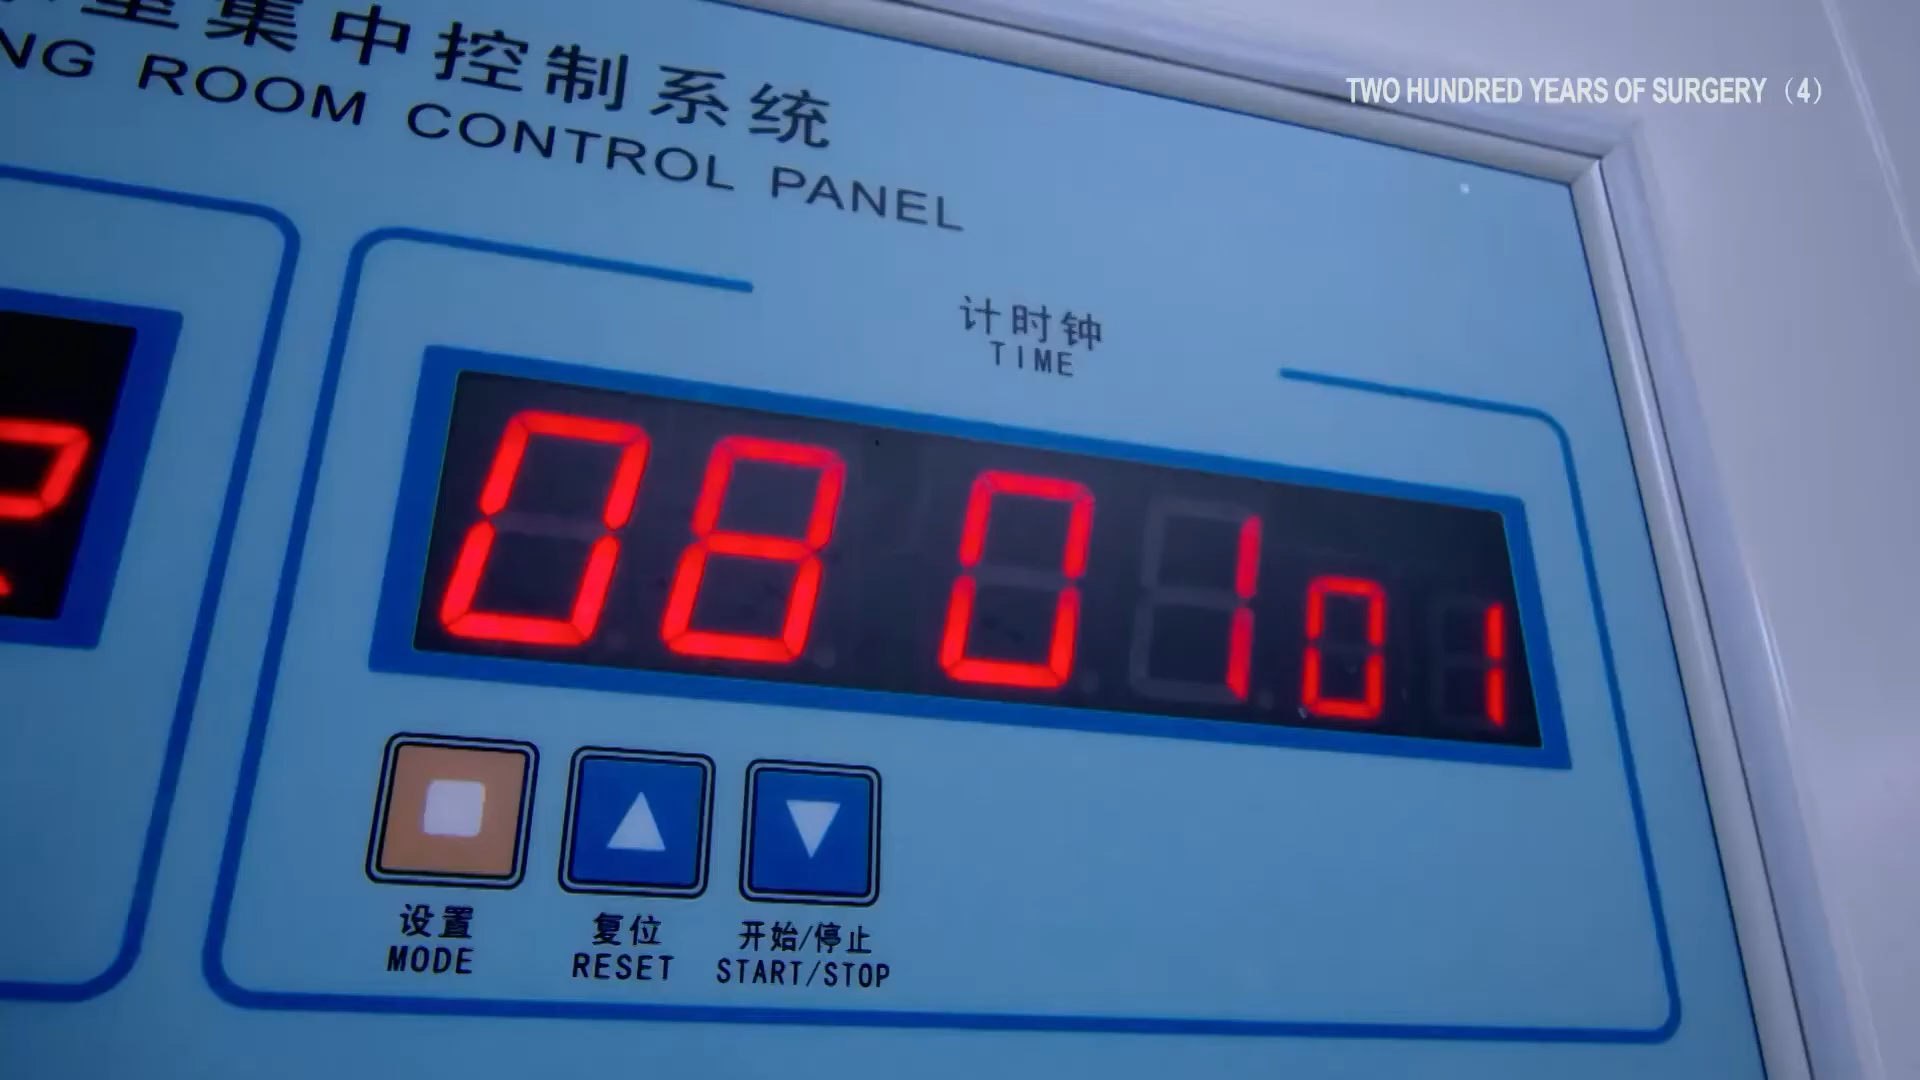 集中控制系统
NG ROOM CONTROL PANEL
TWO HUNDRED YEARS OF SURGERY（4）
计时钟
TIME
08 01 01
设置
MODE
复位
RESET
开始/停止
START/STOP